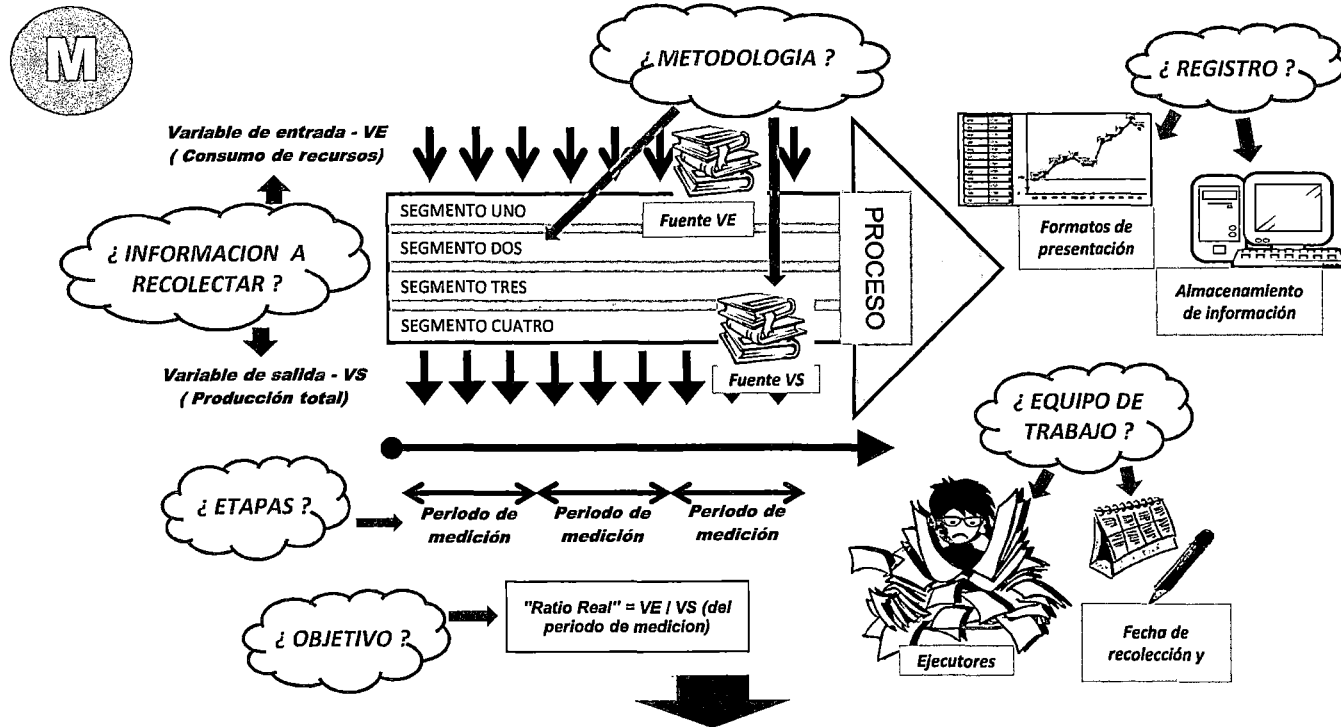 M
¿ METODOLOGIA ?
¿ REGISTRO ?
Variable de entrada - VE
( Consumo de recursos)
¿ INFORMACION A
RECOLECTAR ?
Variable de salida - VS
( Producción total)
SEGMENTO UNO
SEGMENTO DOS
SEGMENTO TRES
SEGMENTO CUATRO
Fuente VE
Fuente VS
PROCESO
Formatos de
presentación
Almacenamiento
de información
¿ EQUIPO DE
TRABAJO ?
¿ ETAPAS ?
Periodo de
medición
Periodo de
medición
Periodo de
medición
¿ OBJETIVO ?
"Ratio Real" = VE / VS (del
periodo de medicion)
Ejecutores
Fecha de
recolección y